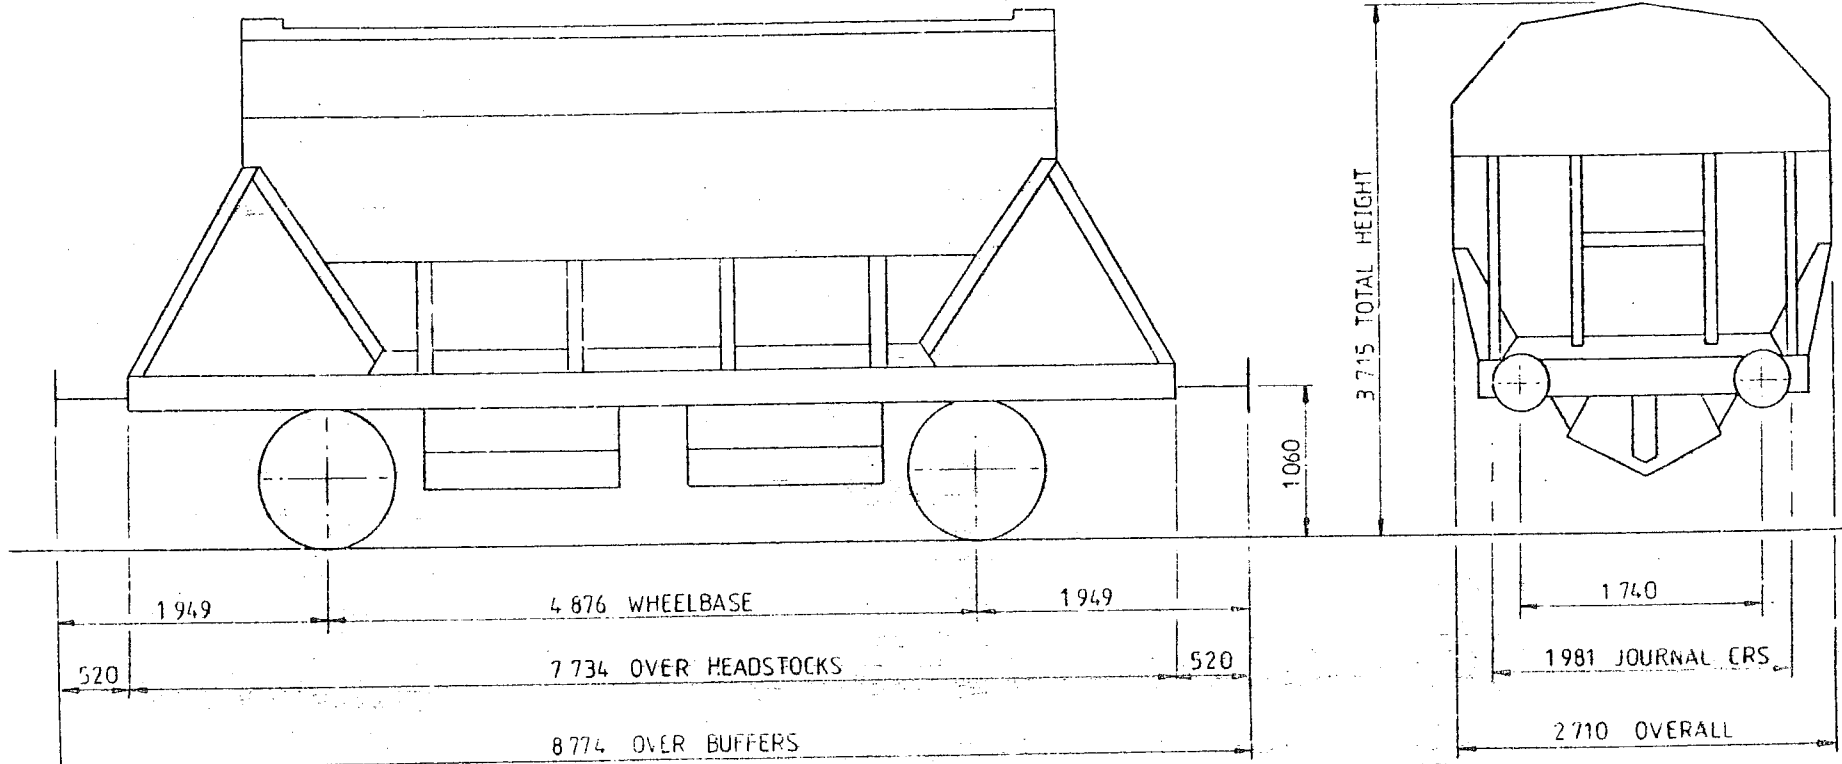 3 715 TOTAL HEIGHT
1060
1 949
4 876 WHEELBASE
1 949
1 740
520
7 734 OVER HEADSTOCKS
520
1 981 JOURNAL CRS
8 774 OVER BUFFERS
2 710 OVERALL